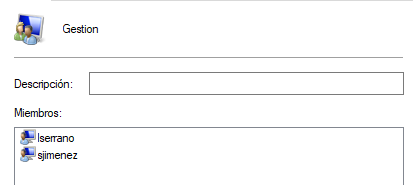 Gestion
Descripción:
Miembros:
lserrano
sjimenez